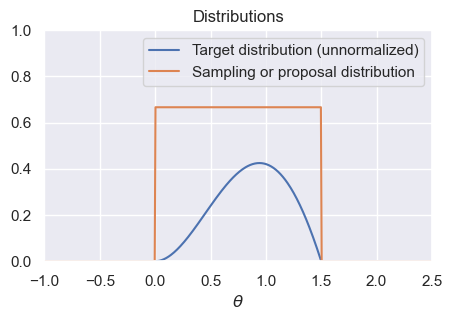 Distributions
1.0
Target distribution (unnormalized)
Sampling or proposal distribution
0.8
0.6
0.4
0.2
0.0
−1.0 −0.5 0.0 0.5 1.0 1.5 2.0 2.5
θ